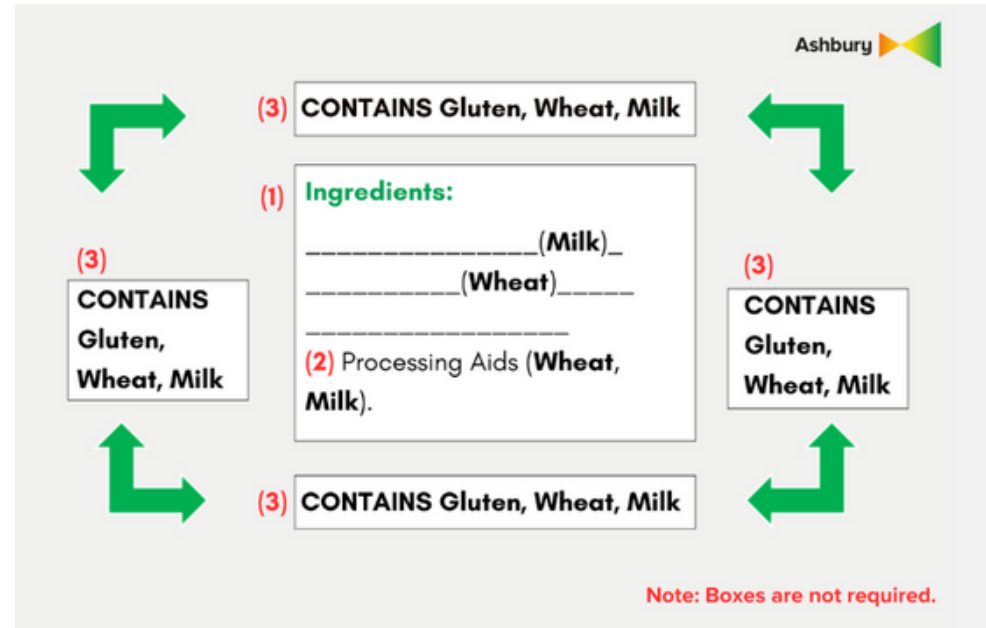 Ashbury
(3) CONTAINS Gluten, Wheat, Milk
(1) Ingredients:
_______________(Milk)_
__________(Wheat)_____
_________________
(2) Processing Aids (Wheat,
Milk).
(3)
CONTAINS
Gluten,
Wheat, Milk
(3)
CONTAINS
Gluten,
Wheat, Milk
(3) CONTAINS Gluten, Wheat, Milk
Note: Boxes are not required.